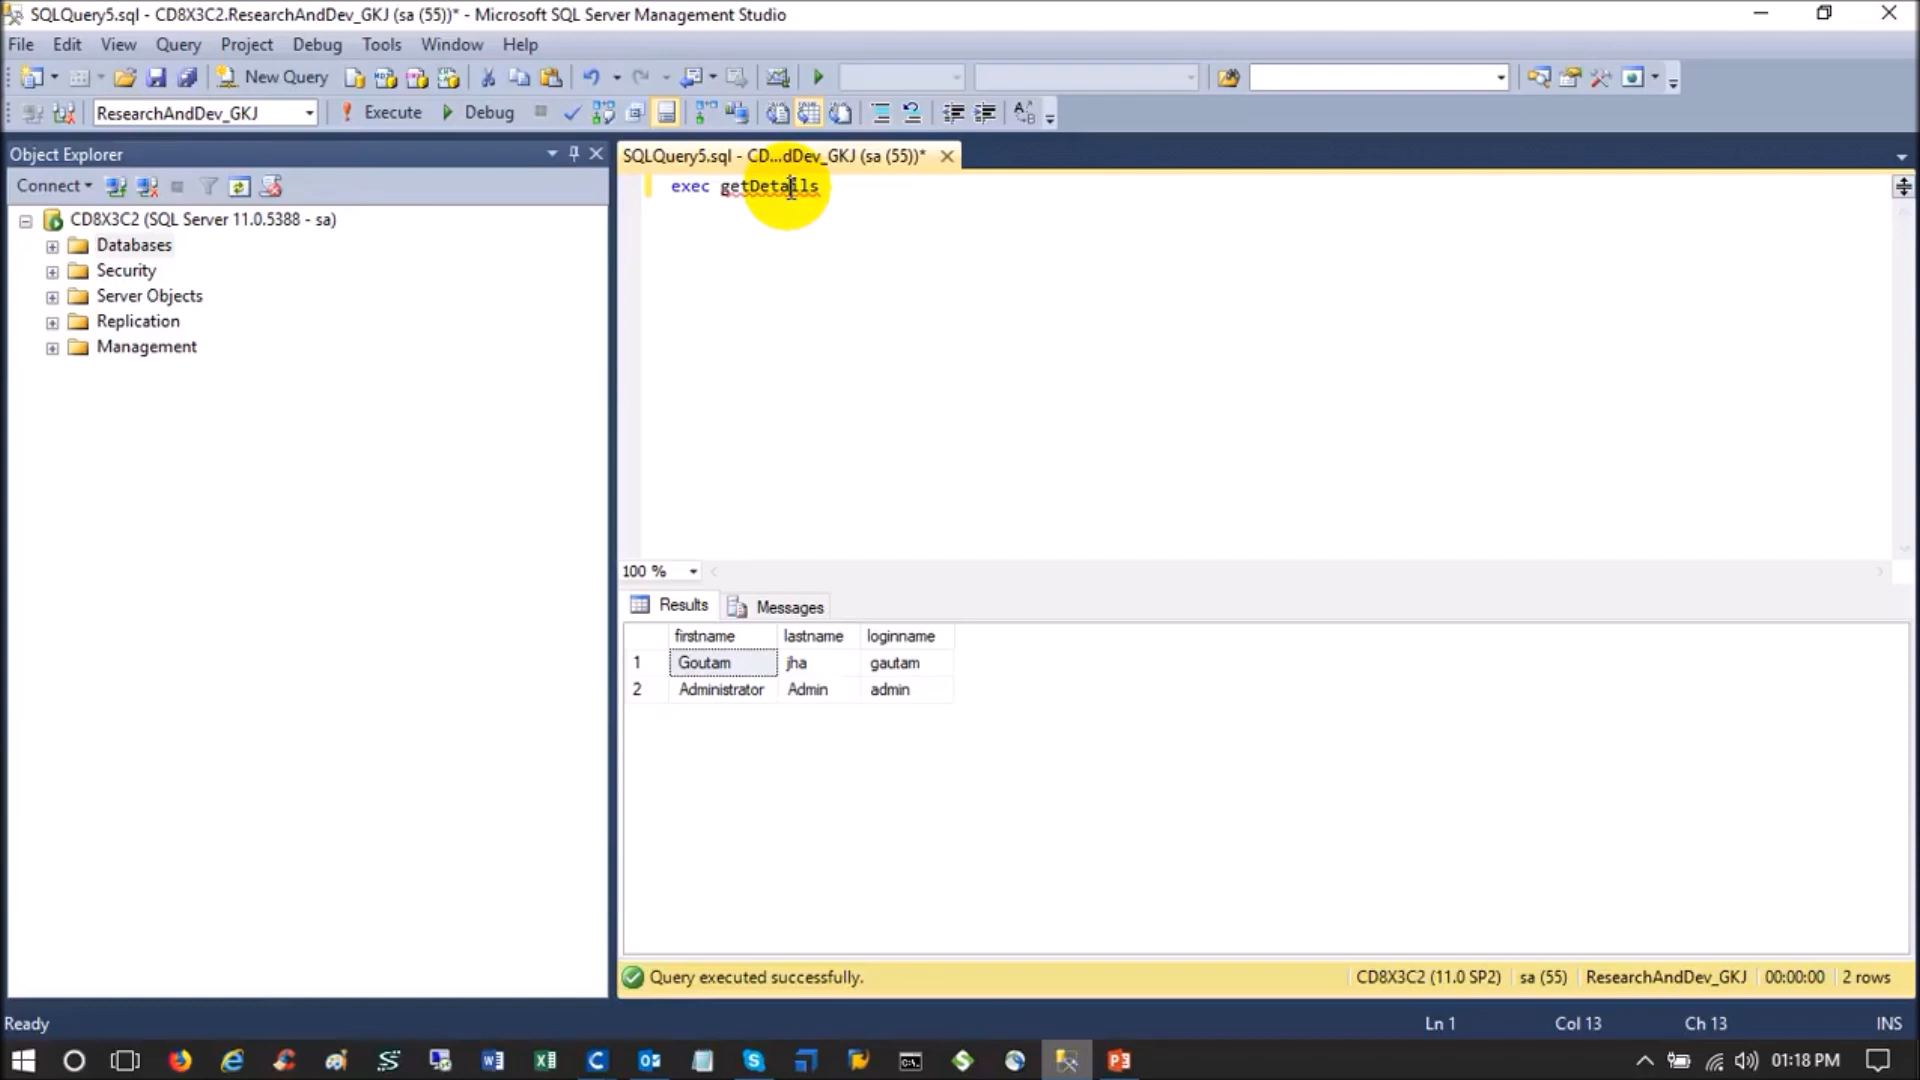 SQLQuery5.sql - CD8X3C2.ResearchAndDev_GKJ (sa (55))* - Microsoft SQL Server Management Studio
File Edit View Query Project Debug Tools Window Help
New Query
ResearchAndDev_GKJ Execute Debug
Object Explorer
SQLQuery5.sql - CD...dDev_GKJ (sa (55))*
Connect
exec getDetails
CD8X3C2 (SQL Server 11.0.5388 - sa)
Databases
Security
Server Objects
Replication
Management
100 %
Results Messages
firstname lastname loginname
1 Goutam jha gautam
2 Administrator Admin admin
Query executed successfully. CD8X3C2 (11.0 SP2) sa (55) ResearchAndDev_GKJ 00:00:00 2 rows
Ready Ln 1 Col 13 Ch 13 INS
01:18 PM